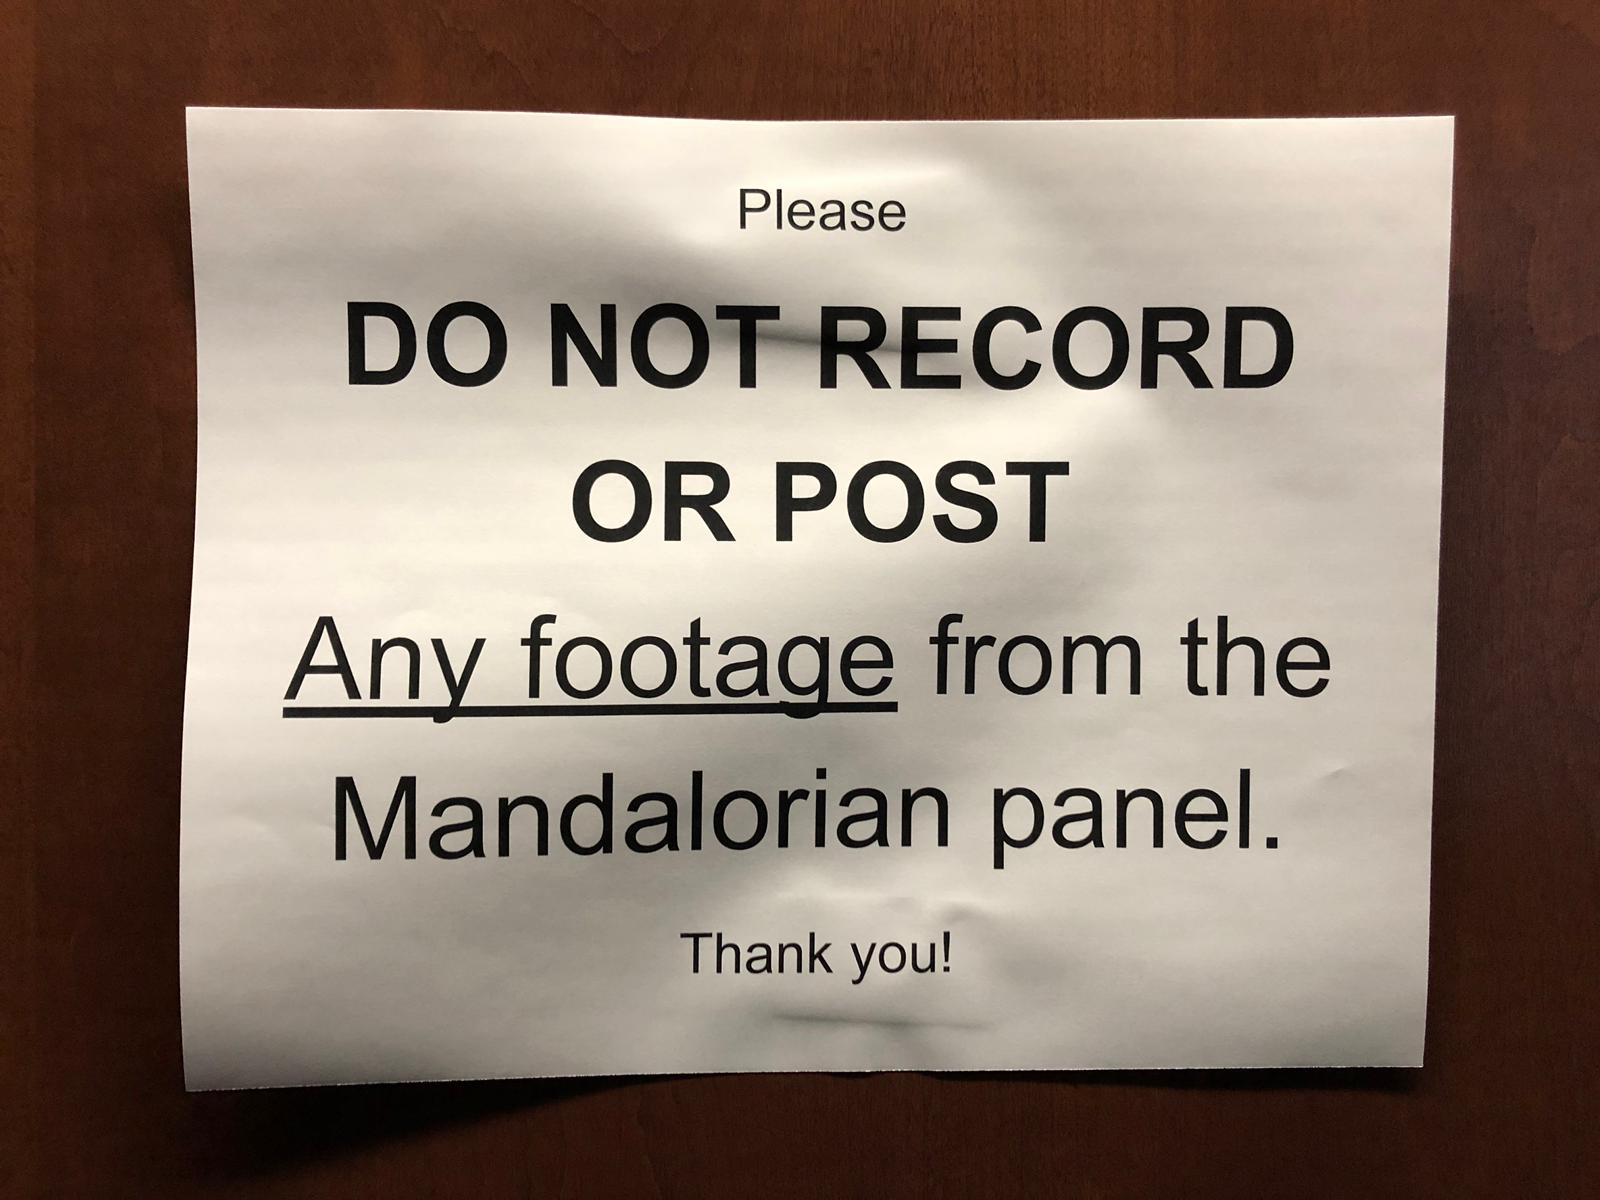 Please
DO NOT RECORD
OR POST
Any footage from the
Mandalorian panel.
Thank you!